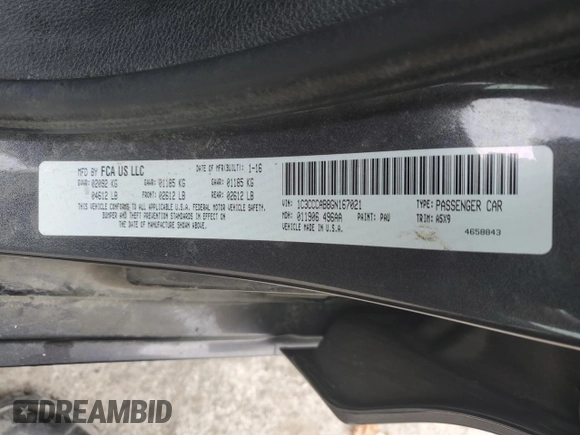 MFD BY FCA US LLC DATE OF MFR(BUILT): 1-16
GVWR: 02092 KG GAWR: 01185 KG GAWR: 01185 KG
04612 LB FRONT: 02612 LB REAR: 02612 LB
THIS VEHICLE CONFORMS TO ALL APPLICABLE U.S.A. FEDERAL MOTOR VEHICLE SAFETY,
BUMPER AND THEFT PREVENTION STANDARDS IN EFFECT ON THE
DATE OF MANUFACTURE SHOWN ABOVE.
VIN: 1C3CCCAB8GN167021 TYPE: PASSENGER CAR
MDH: 011906 496AA PAINT: PAU TRIM: A5X9
VEHICLE MADE IN U.S.A. 4658843
DREAMBID